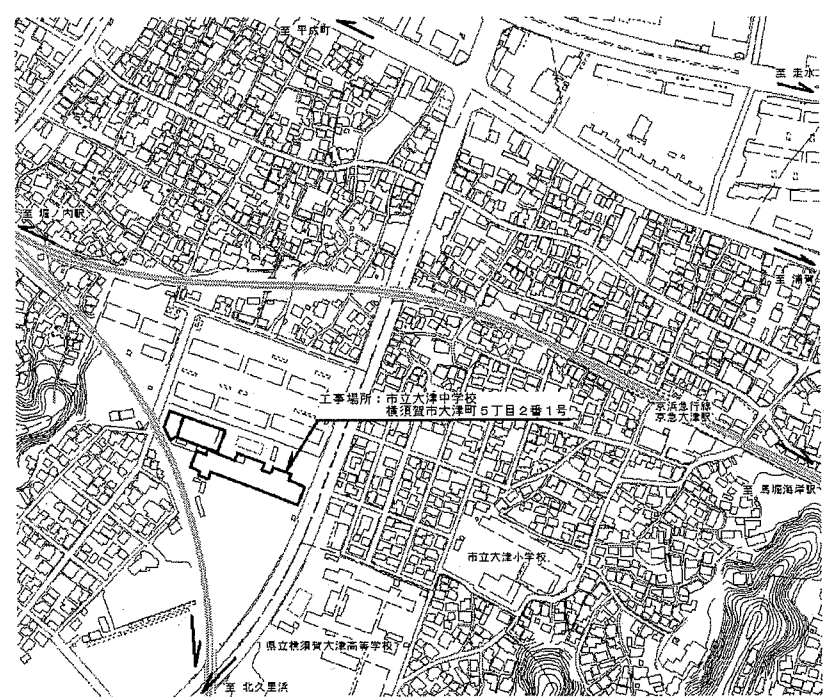 至 平成町
至 走水
至 堀ノ内駅
至 浦賀
工事場所：市立大津中学校
横須賀市大津町５丁目２番１号
京浜急行線
京急大津駅
至 馬堀海岸駅
市立大津小学校
県立横須賀大津高等学校
至 北久里浜